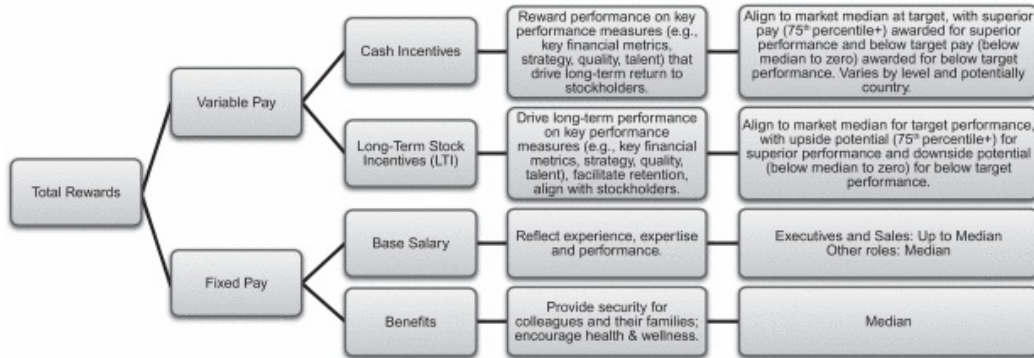 Total Rewards
Variable Pay
Cash Incentives
Reward performance on key
performance measures (e.g.,
key financial metrics,
strategy, quality, talent) that
drive long-term return to
stockholders.
Align to market median at target, with superior
pay (75th percentile+) awarded for superior
performance and below target pay (below
median to zero) awarded for below target
performance. Varies by level and potentially
country.
Long-Term Stock
Incentives (LTI)
Drive long-term performance
on key performance
measures (e.g., key financial
metrics, strategy, quality,
talent), facilitate retention,
align with stockholders.
Align to market median for target performance,
with upside potential (75th percentile+) for
superior performance and downside potential
(below median to zero) for below target
performance.
Fixed Pay
Base Salary
Reflect experience, expertise
and performance.
Executives and Sales: Up to Median
Other roles: Median
Benefits
Provide security for
colleagues and their families;
encourage health & wellness.
Median